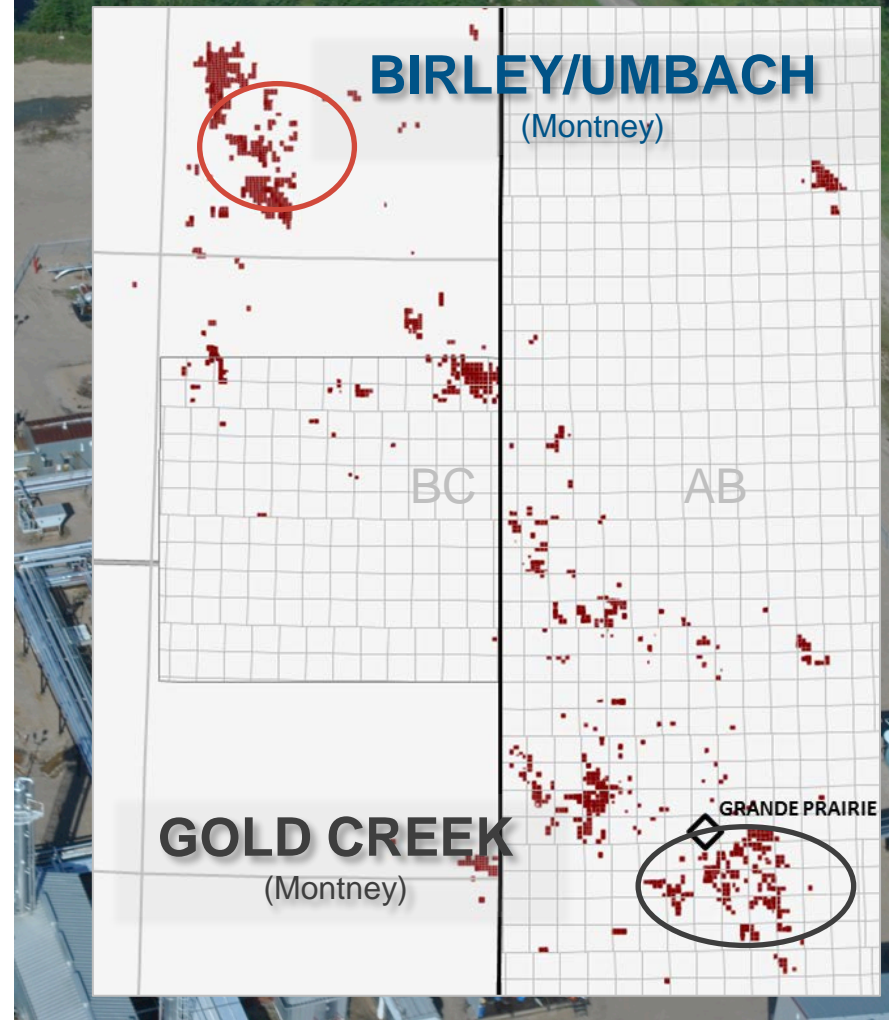 BIRLEY/UMBACH
(Montney)
BC
AB
GRANDE PRAIRIE
GOLD CREEK
(Montney)